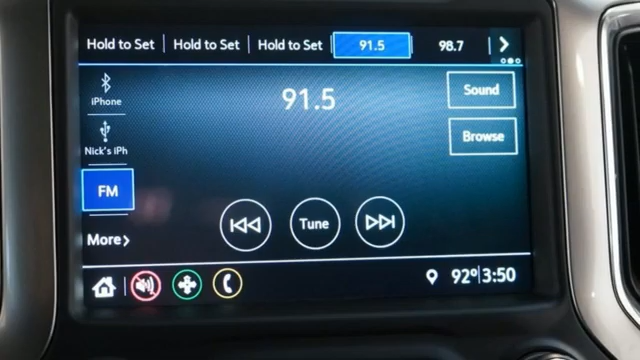 Hold to Set Hold to Set Hold to Set 91.5 98.7
iPhone
91.5
Sound
Nick's iPh
Browse
FM
Tune
More
92° 3:50